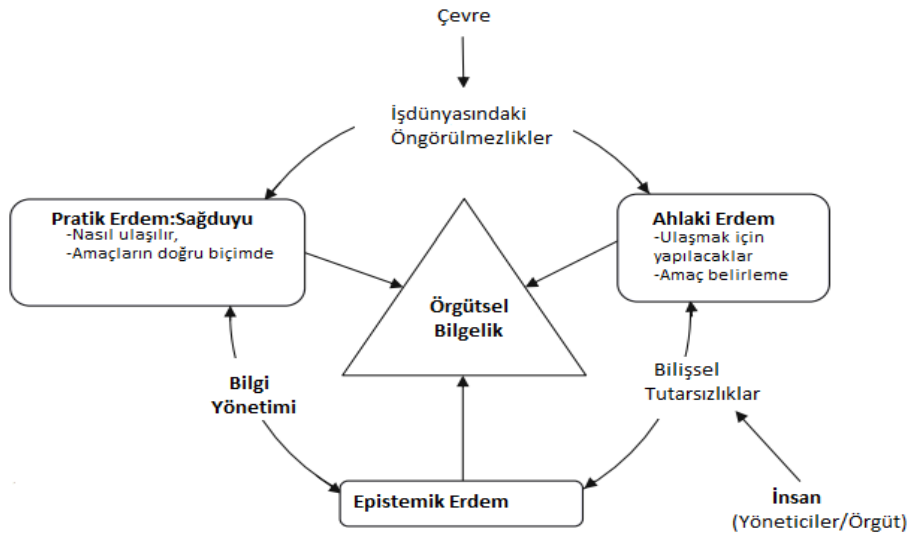 Çevre
İşdünyasındaki
Öngörülmezlikler
Pratik Erdem:Sağduyu
-Nasıl ulaşılır,
-Amaçların doğru biçimde
Ahlaki Erdem
-Ulaşmak için
yapılacaklar
-Amaç belirleme
Örgütsel
Bilgelik
Bilgi
Yönetimi
Bilişsel
Tutarsızlıklar
Epistemik Erdem
İnsan
(Yöneticiler/Örgüt)